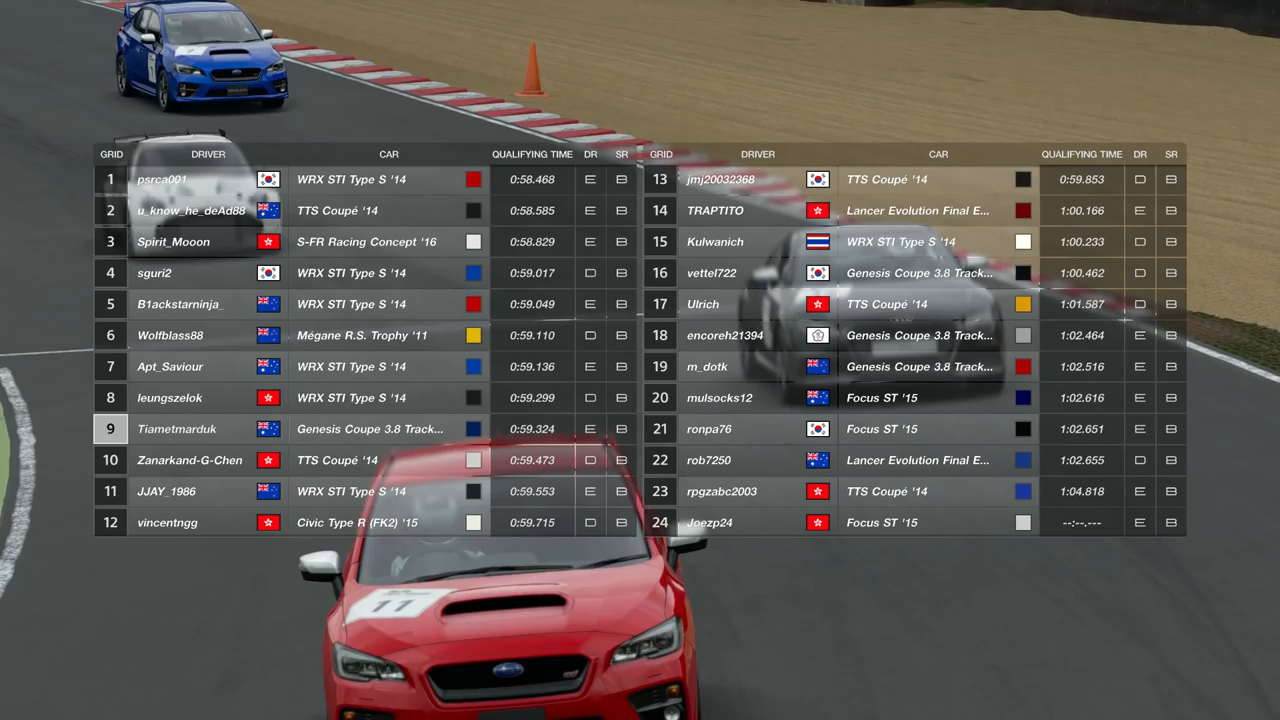 GRID DRIVER CAR QUALIFYING TIME DR SR
1 psrca001 WRX STI Type S '14 0:58.468 E B
2 u_know_he_deAd88 TTS Coupé '14 0:58.585 E B
3 Spirit_Mooon S-FR Racing Concept '16 0:58.829 E B
4 sguri2 WRX STI Type S '14 0:59.017 D B
5 B1ackstarninja_ WRX STI Type S '14 0:59.049 E B
6 Wolfblass88 Mégane R.S. Trophy '11 0:59.110 D B
7 Apt_Saviour WRX STI Type S '14 0:59.136 E B
8 leungszelok WRX STI Type S '14 0:59.299 D B
9 Tiametmarduk Genesis Coupe 3.8 Track... 0:59.324 E B
10 Zanarkand-G-Chen TTS Coupé '14 0:59.473 D B
11 JJAY_1986 WRX STI Type S '14 0:59.553 E B
12 vincentngg Civic Type R (FK2) '15 0:59.715 D B
GRID DRIVER CAR QUALIFYING TIME DR SR
13 jmj20032368 TTS Coupé '14 0:59.853 D B
14 TRAPTITO Lancer Evolution Final E... 1:00.166 E B
15 Kulwanich WRX STI Type S '14 1:00.233 D B
16 vettel722 Genesis Coupe 3.8 Track... 1:00.462 D B
17 Ulrich TTS Coupé '14 1:01.587 D B
18 encoreh21394 Genesis Coupe 3.8 Track... 1:02.464 E B
19 m_dotk Genesis Coupe 3.8 Track... 1:02.516 E B
20 mulsocks12 Focus ST '15 1:02.616 E B
21 ronpa76 Focus ST '15 1:02.651 E B
22 rob7250 Lancer Evolution Final E... 1:02.655 E B
23 rpgzabc2003 TTS Coupé '14 1:04.818 E B
24 Joezp24 Focus ST '15 --:--.--- E B
11